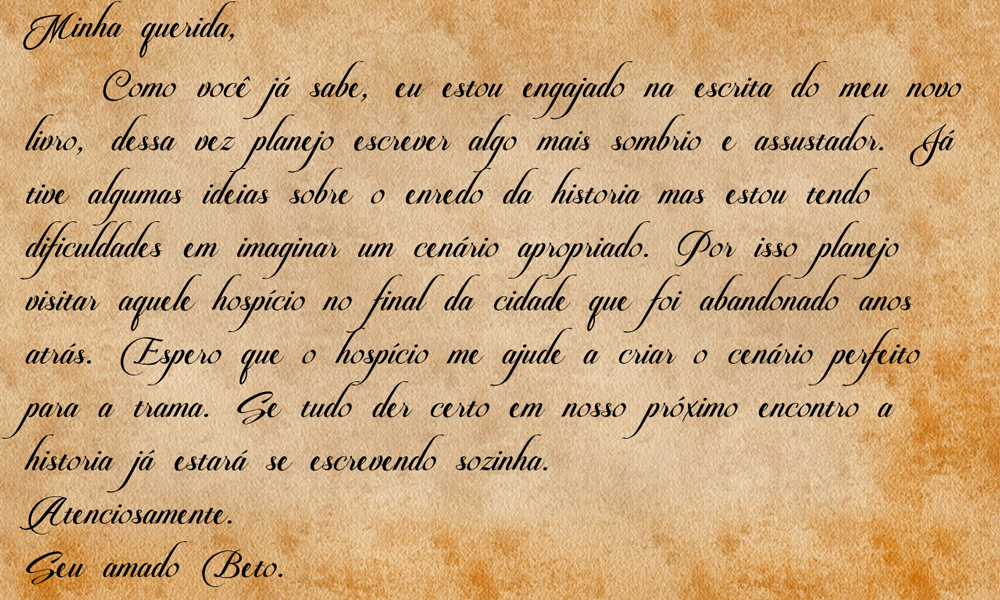 Minha querida,
Como você já sabe, eu estou engajado na escrita do meu novo
livro, dessa vez planejo escrever algo mais sombrio e assustador. Já
tive algumas ideias sobre o enredo da historia mas estou tendo
dificuldades em imaginar um cenário apropriado. Por isso planejo
visitar aquele hospício no final da cidade que foi abandonado anos
atrás. Espero que o hospício me ajude a criar o cenário perfeito
para a trama. Se tudo der certo em nosso próximo encontro a
historia já estará se escrevendo sozinha.
Atenciosamente.
Seu amado Beto.